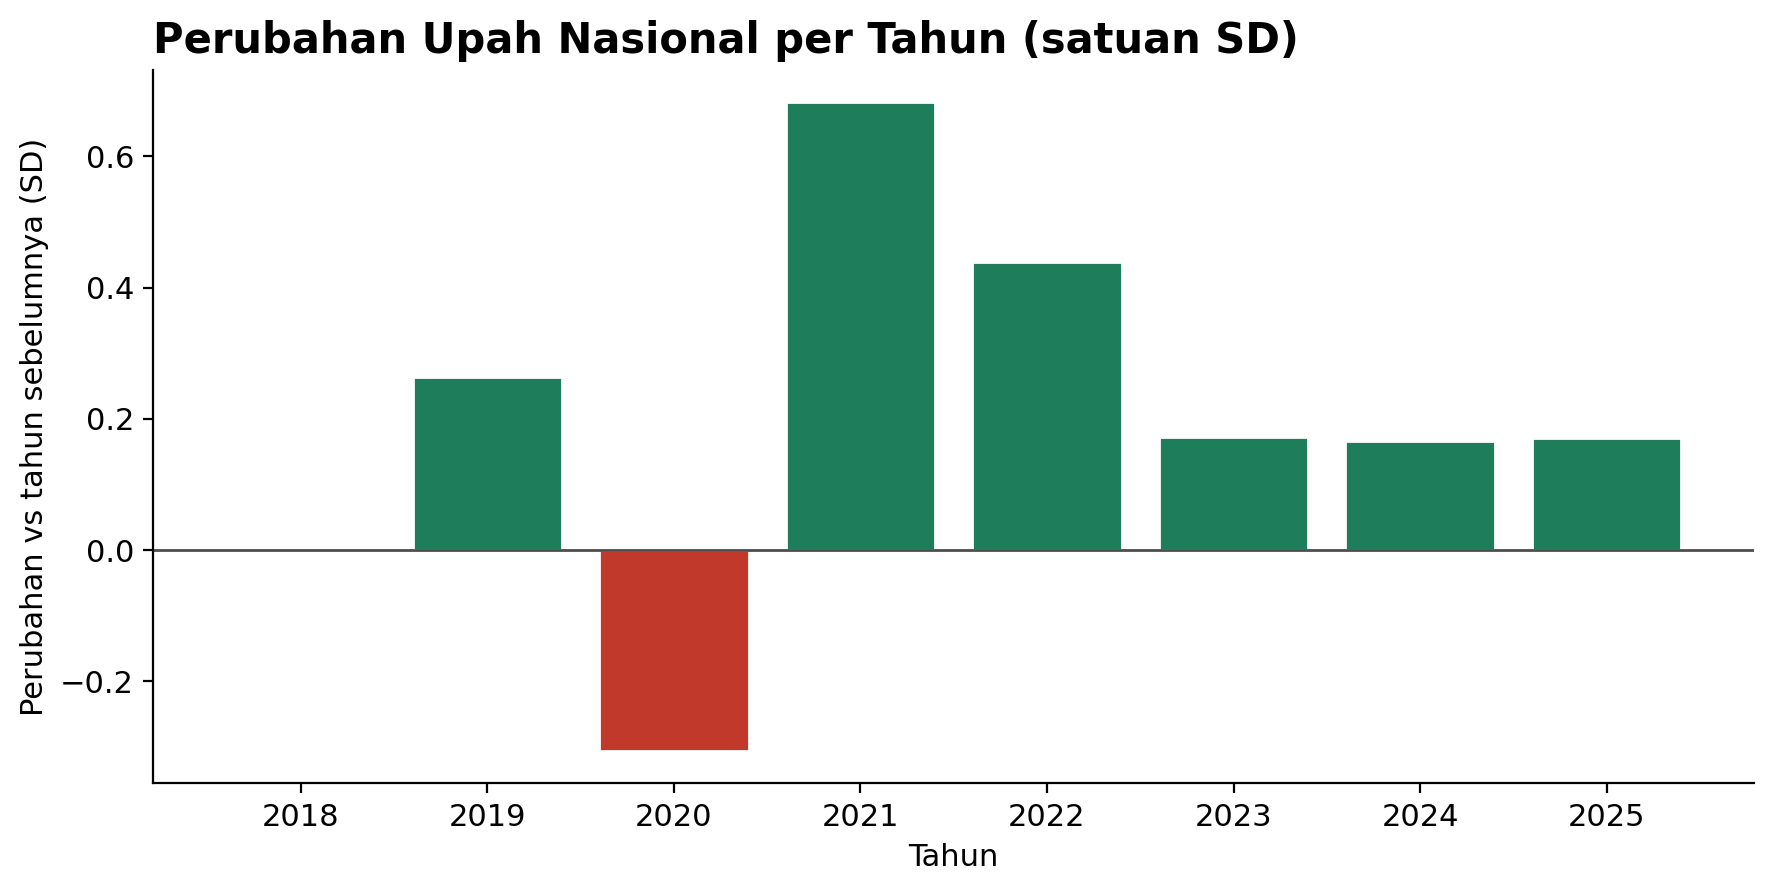 Perubahan Upah Nasional per Tahun (satuan SD)
Perubahan vs tahun sebelumnya (SD)
0.6
0.4
0.2
0.0
−0.2
2018 2019 2020 2021 2022 2023 2024 2025
Tahun